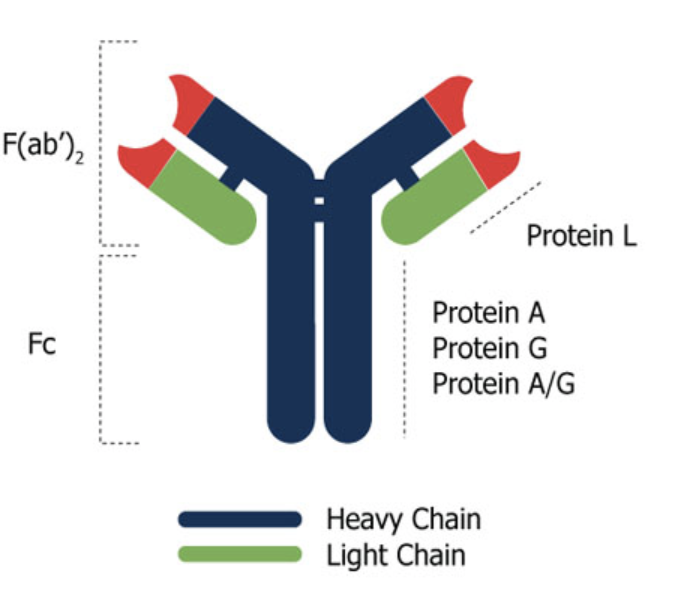 F(ab’)₂
Protein L
Fc
Protein A
Protein G
Protein A/G
Heavy Chain
Light Chain